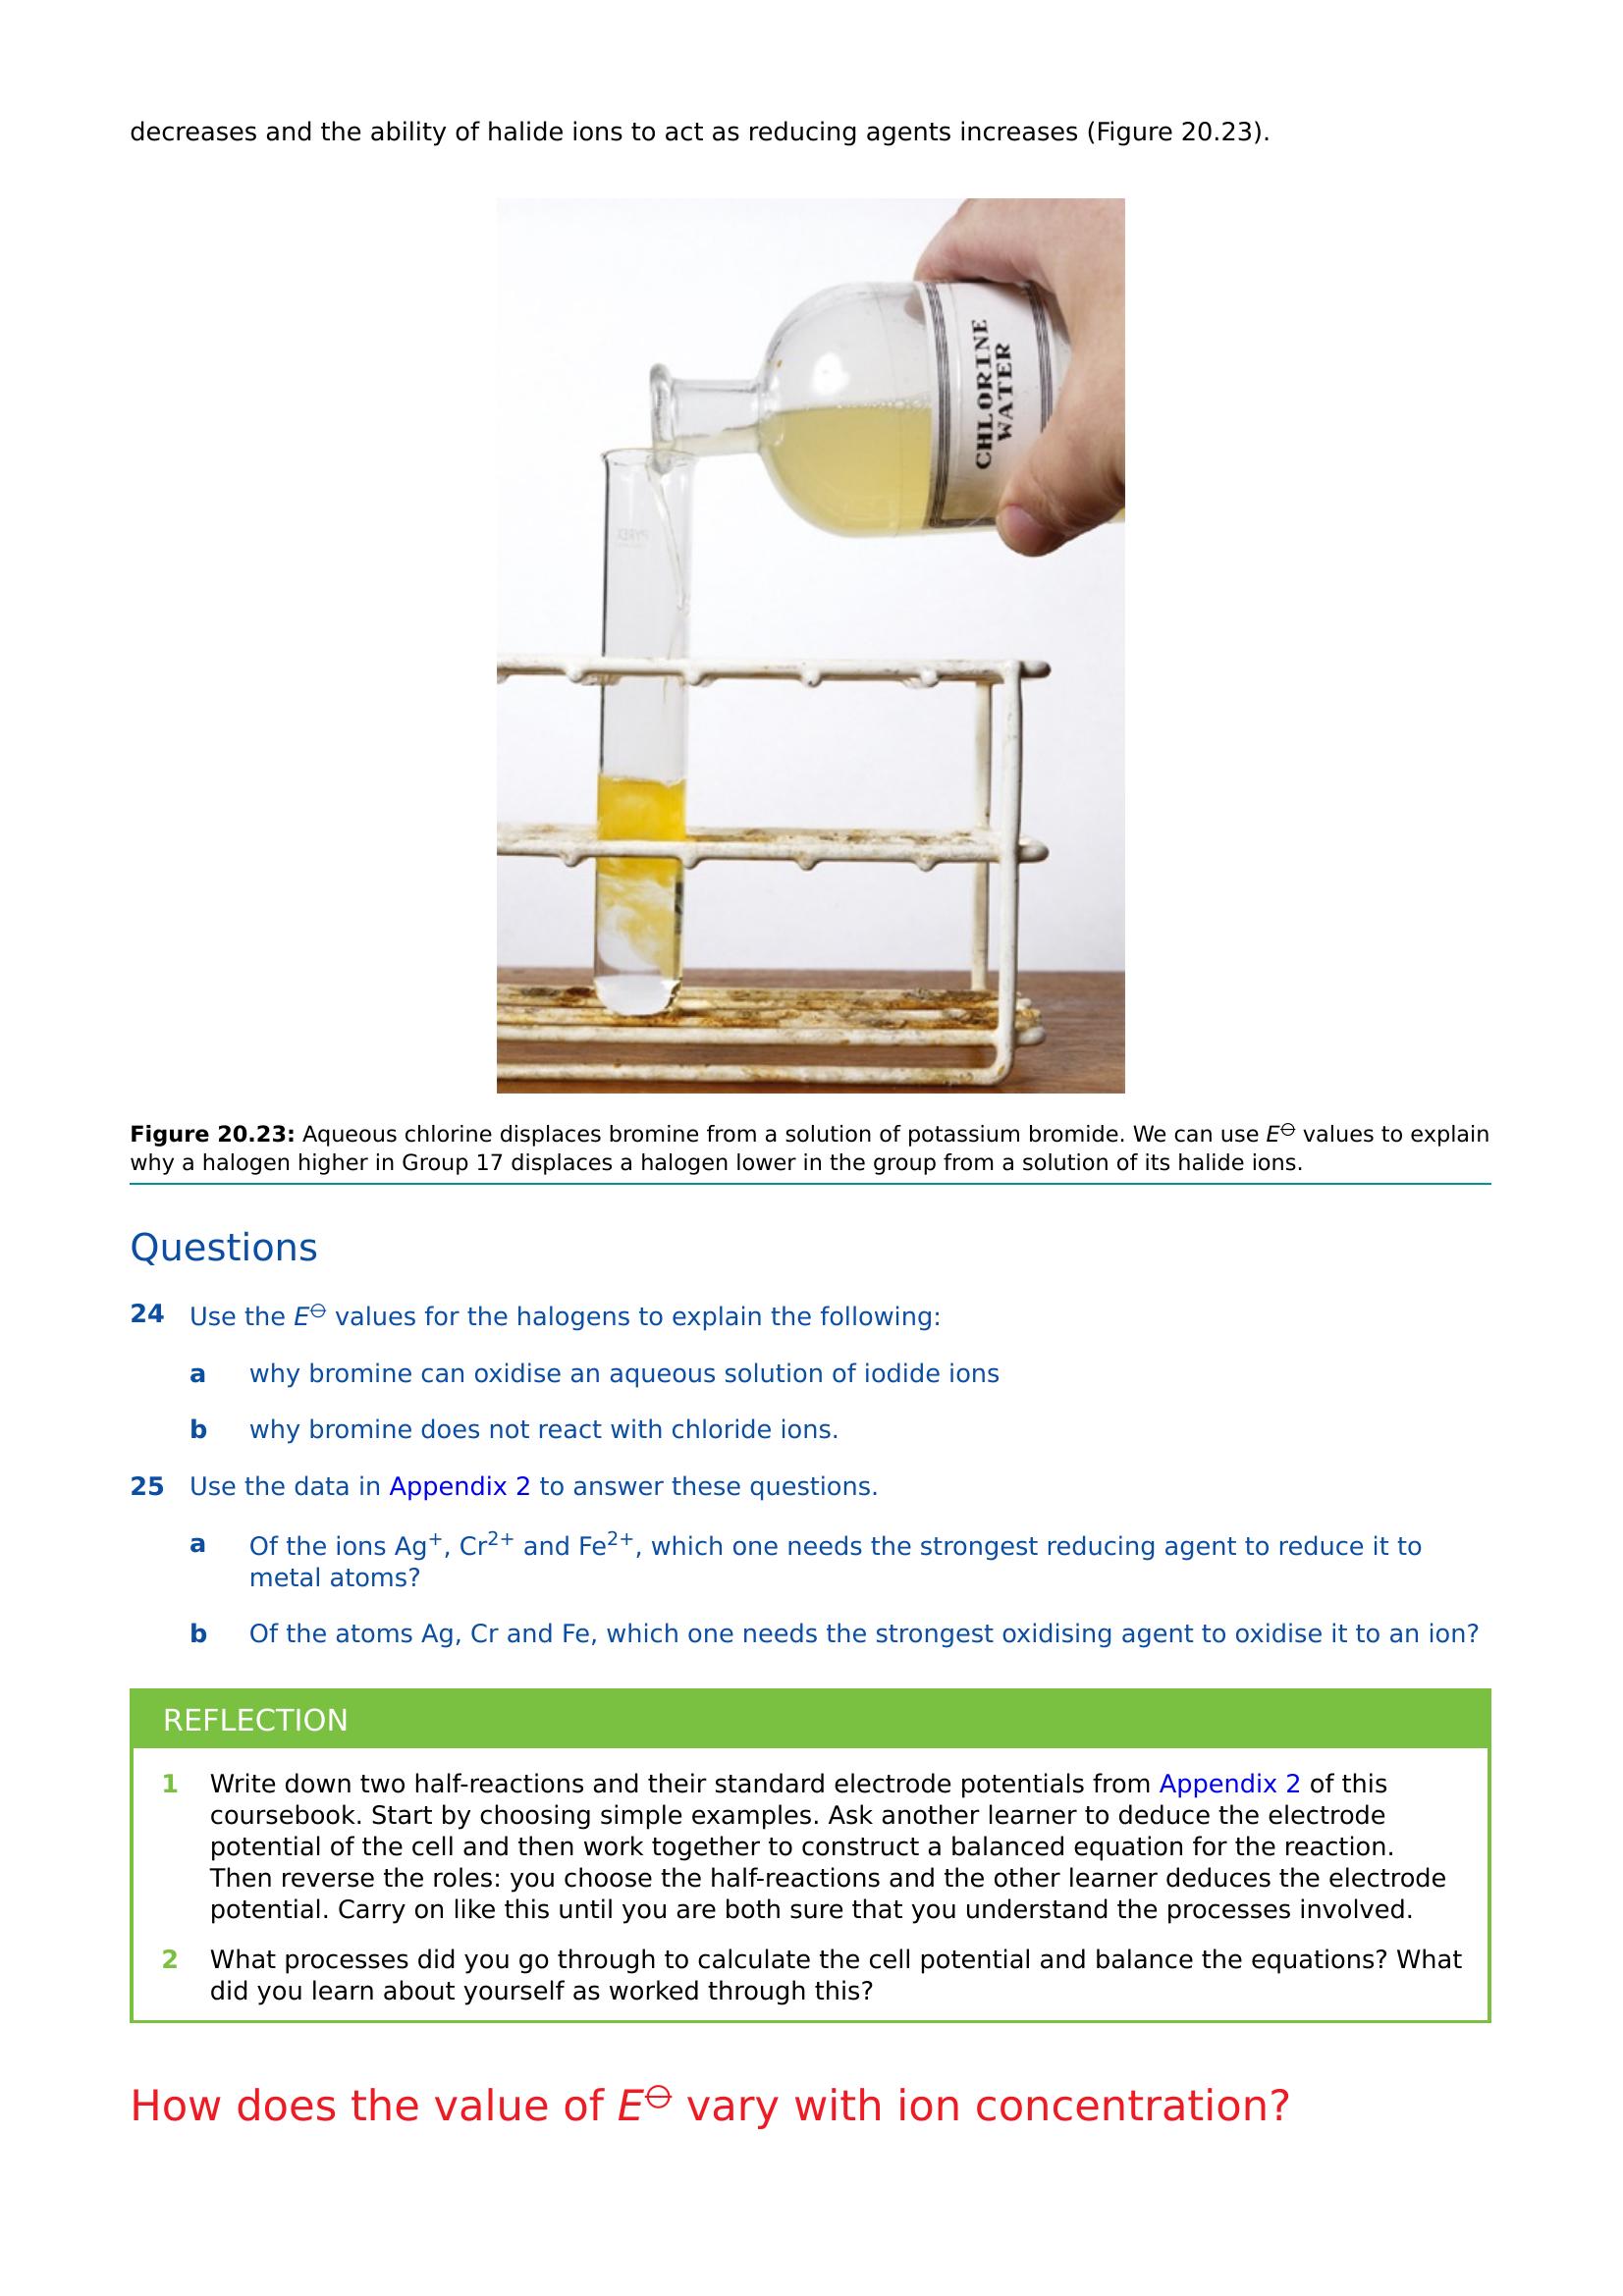 decreases and the ability of halide ions to act as reducing agents increases (Figure 20.23).
CHLORINE
WATER
PYREX
Figure 20.23: Aqueous chlorine displaces bromine from a solution of potassium bromide. We can use E⦵ values to explain
why a halogen higher in Group 17 displaces a halogen lower in the group from a solution of its halide ions.
Questions
24 Use the E⦵ values for the halogens to explain the following:
a why bromine can oxidise an aqueous solution of iodide ions
b why bromine does not react with chloride ions.
25 Use the data in Appendix 2 to answer these questions.
a Of the ions Ag⁺, Cr²⁺ and Fe²⁺, which one needs the strongest reducing agent to reduce it to
metal atoms?
b Of the atoms Ag, Cr and Fe, which one needs the strongest oxidising agent to oxidise it to an ion?
REFLECTION
1 Write down two half-reactions and their standard electrode potentials from Appendix 2 of this
coursebook. Start by choosing simple examples. Ask another learner to deduce the electrode
potential of the cell and then work together to construct a balanced equation for the reaction.
Then reverse the roles: you choose the half-reactions and the other learner deduces the electrode
potential. Carry on like this until you are both sure that you understand the processes involved.
2 What processes did you go through to calculate the cell potential and balance the equations? What
did you learn about yourself as worked through this?
How does the value of E⦵ vary with ion concentration?